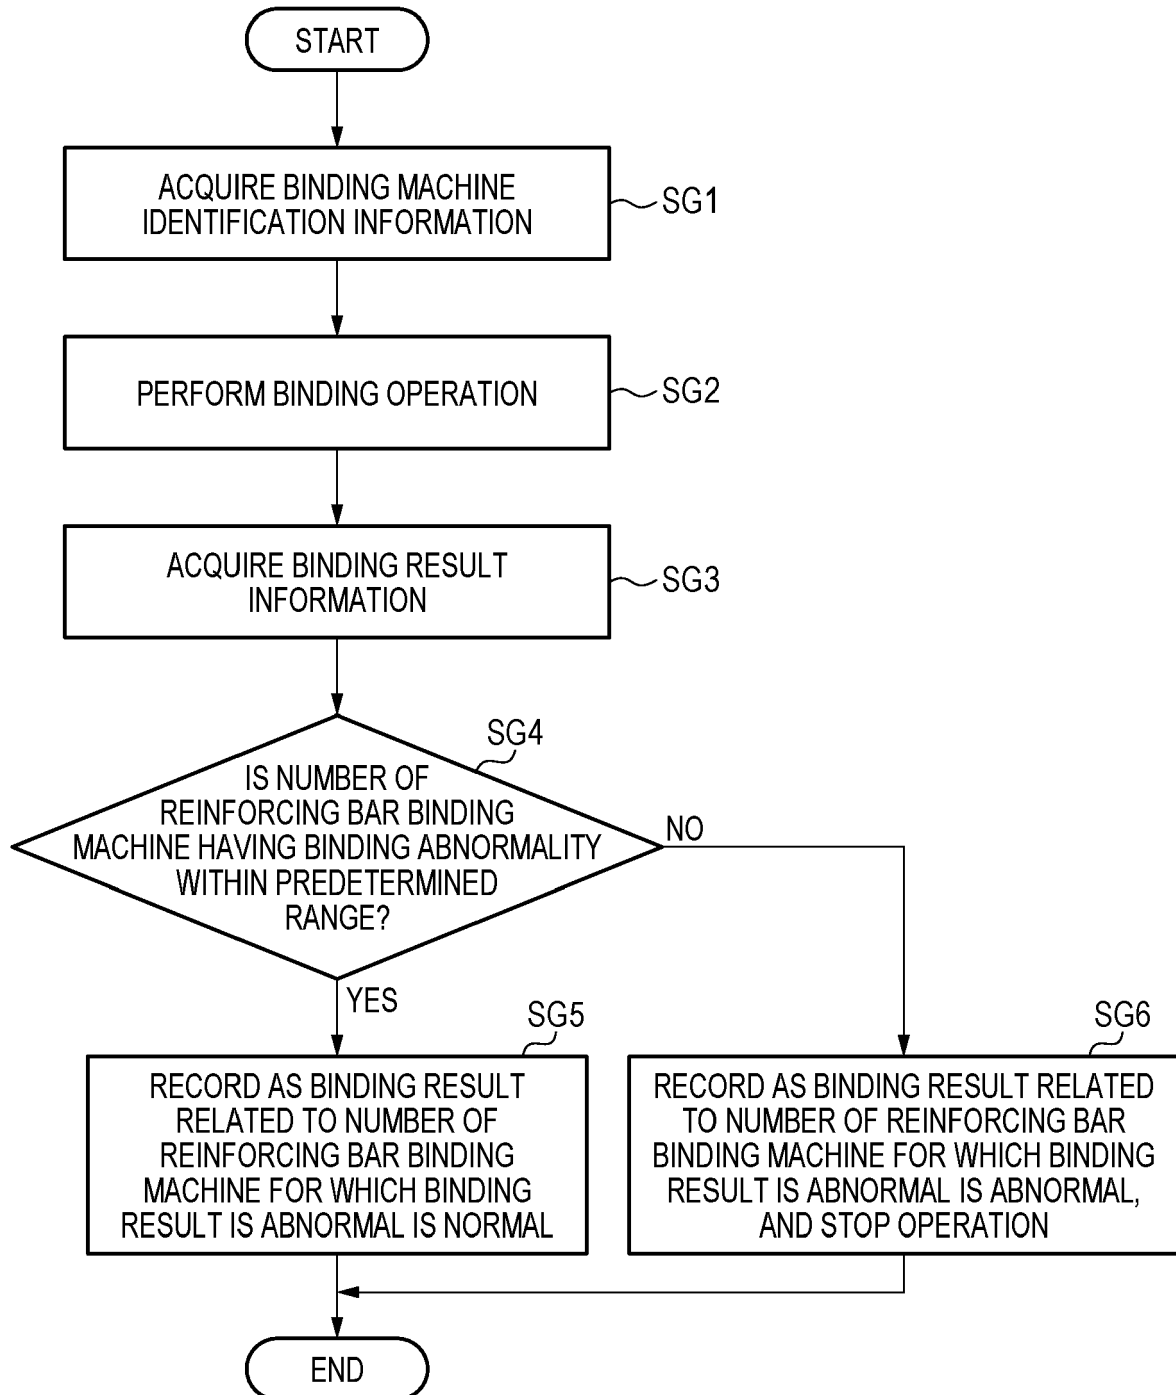 START
ACQUIRE BINDING MACHINE
IDENTIFICATION INFORMATION
SG1
PERFORM BINDING OPERATION
SG2
ACQUIRE BINDING RESULT
INFORMATION
SG3
SG4
IS NUMBER OF
REINFORCING BAR BINDING
MACHINE HAVING BINDING ABNORMALITY
WITHIN PREDETERMINED
RANGE?
NO
YES
SG5
RECORD AS BINDING RESULT
RELATED TO NUMBER OF
REINFORCING BAR BINDING
MACHINE FOR WHICH BINDING
RESULT IS ABNORMAL IS NORMAL
SG6
RECORD AS BINDING RESULT RELATED
TO NUMBER OF REINFORCING BAR
BINDING MACHINE FOR WHICH BINDING
RESULT IS ABNORMAL IS ABNORMAL,
AND STOP OPERATION
END